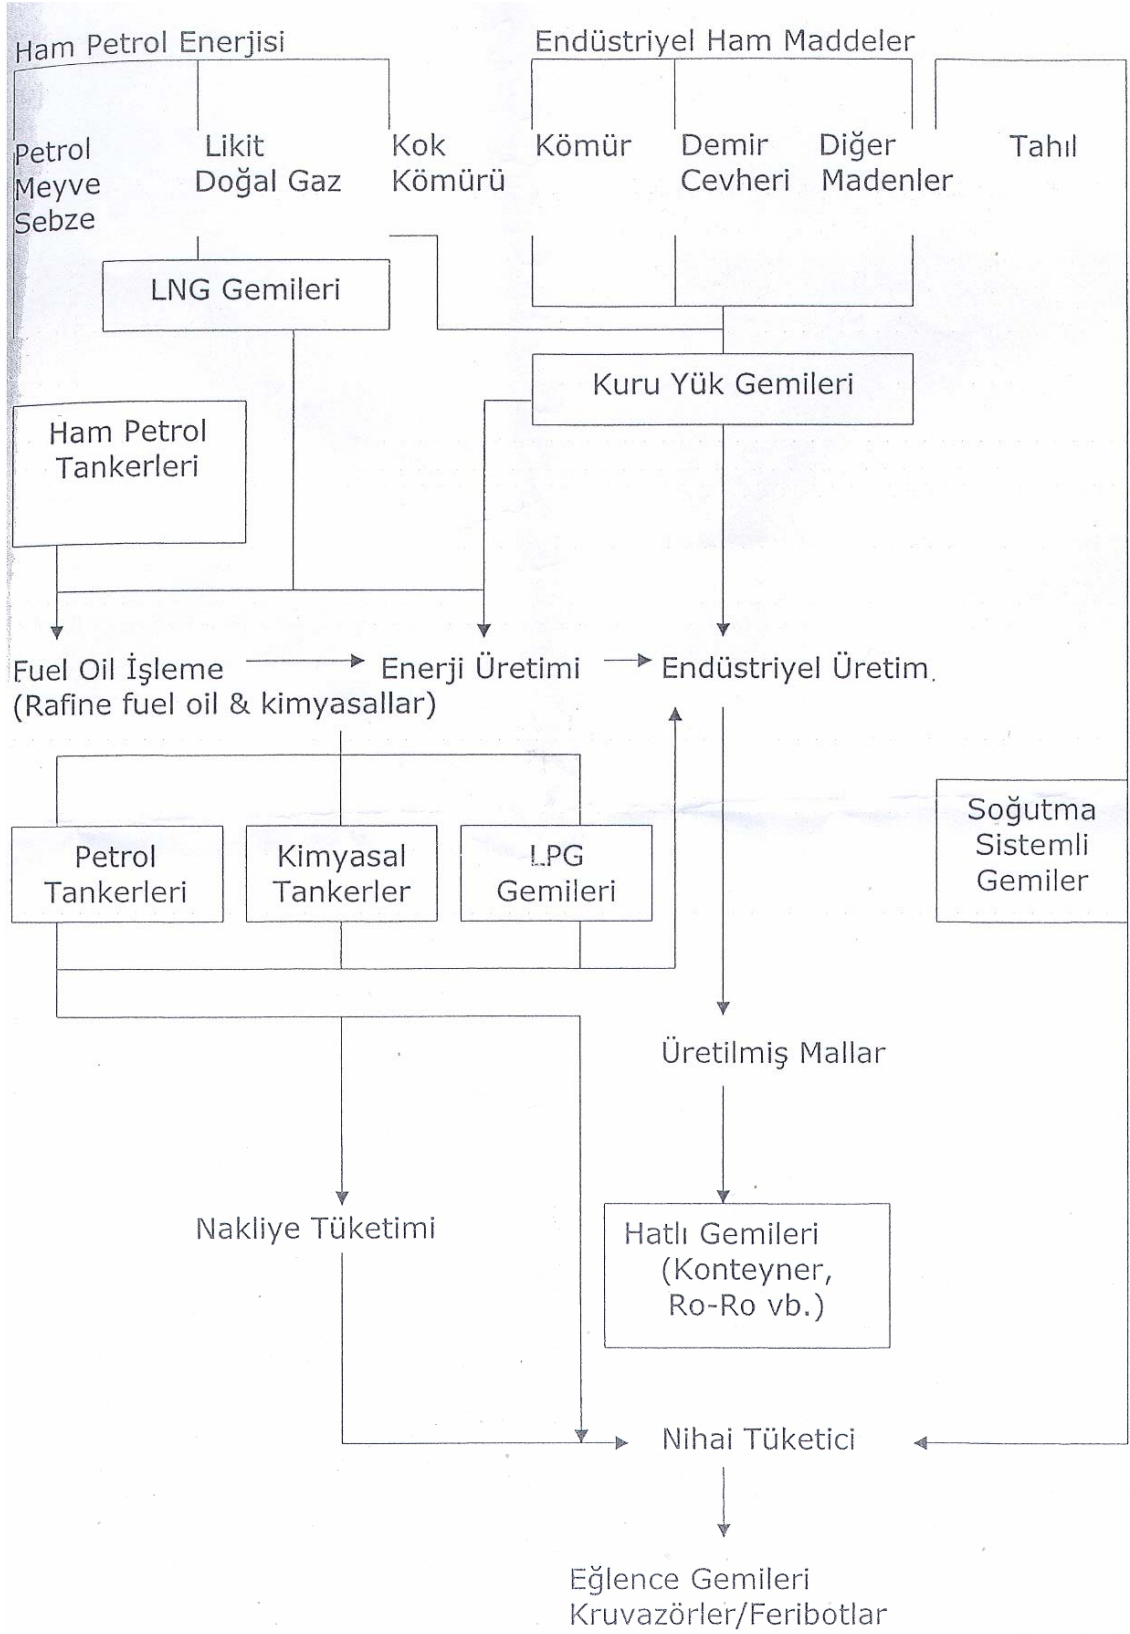 Ham Petrol Enerjisi
Endüstriyel Ham Maddeler
Petrol
Meyve
Sebze
Likit
Doğal Gaz
Kok
Kömürü
Kömür
Demir
Cevheri
Diğer
Madenler
Tahıl
LNG Gemileri
Kuru Yük Gemileri
Ham Petrol
Tankerleri
Fuel Oil İşleme
(Rafine fuel oil & kimyasallar)
Enerji Üretimi
Endüstriyel Üretim.
Petrol
Tankerleri
Kimyasal
Tankerler
LPG
Gemileri
Soğutma
Sistemli
Gemiler
Üretilmiş Mallar
Nakliye Tüketimi
Hatlı Gemileri
(Konteyner,
Ro-Ro vb.)
Nihai Tüketici
Eğlence Gemileri
Kruvazörler/Feribotlar